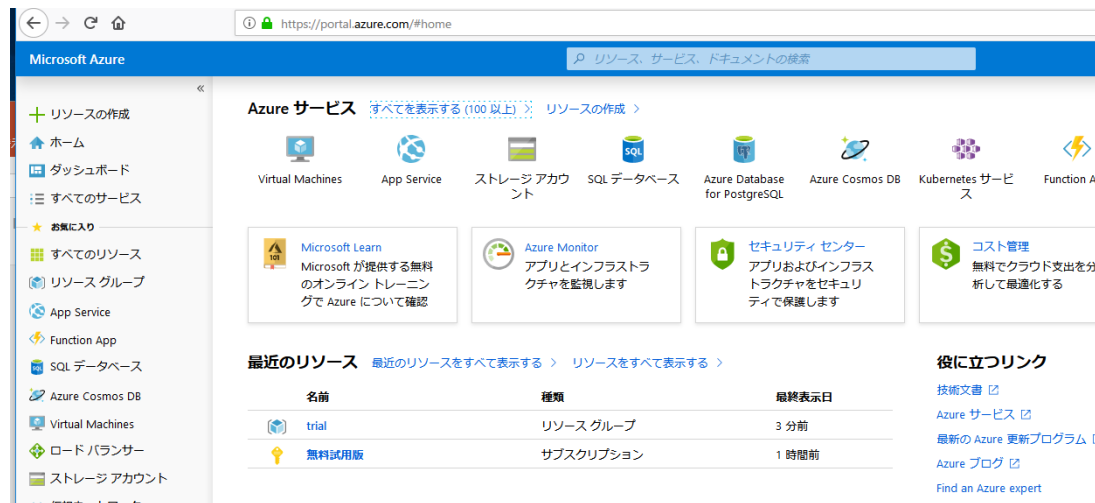 https://portal.azure.com/#home
Microsoft Azure
リソース、サービス、ドキュメントの検索
«
リソースの作成
ホーム
ダッシュボード
すべてのサービス
お気に入り
すべてのリソース
リソース グループ
App Service
Function App
SQL データベース
Azure Cosmos DB
Virtual Machines
ロード バランサー
ストレージ アカウント
Azure サービス
すべてを表示する (100 以上) >
リソースの作成 >
Virtual Machines
App Service
ストレージ アカウ
ント
SQL
SQL データベース
Azure Database
for PostgreSQL
Azure Cosmos DB
Kubernetes サービ
ス
Function A
101
Microsoft Learn
Microsoft が提供する無料
のオンライン トレーニン
グで Azure について確認
Azure Monitor
アプリとインフラストラ
クチャを監視します
セキュリティ センター
アプリおよびインフラス
トラクチャをセキュリ
ティで保護します
コスト管理
無料でクラウド支出を分
析して最適化する
最近のリソース
最近のリソースをすべて表示する >
リソースをすべて表示する >
名前 種類 最終表示日
trial リソース グループ 3 分前
無料試用版 サブスクリプション 1 時間前
役に立つリンク
技術文書
Azure サービス
最新の Azure 更新プログラム
Azure ブログ
Find an Azure expert